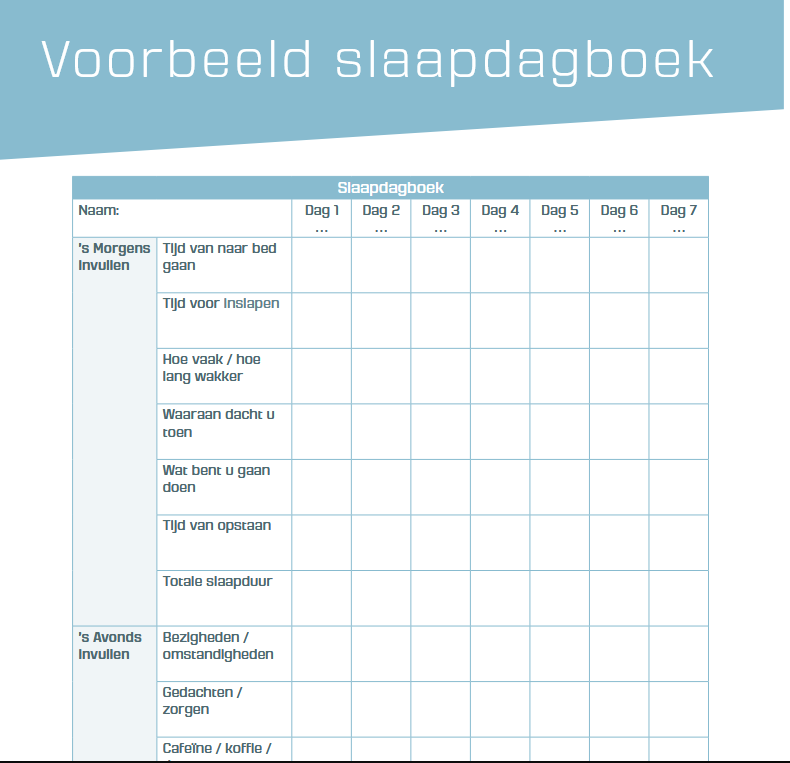 Voorbeeld slaapdagboek
Slaapdagboek
Naam: Dag 1 Dag 2 Dag 3 Dag 4 Dag 5 Dag 6 Dag 7
... ... ... ... ... ... ...
's Morgens Tijd van naar bed
invullen gaan
Tijd voor inslapen
Hoe vaak / hoe
lang wakker
Waaraan dacht u
toen
Wat bent u gaan
doen
Tijd van opstaan
Totale slaapduur
's Avonds Bezigheden /
invullen omstandigheden
Gedachten /
zorgen
Cafeïne / koffie /